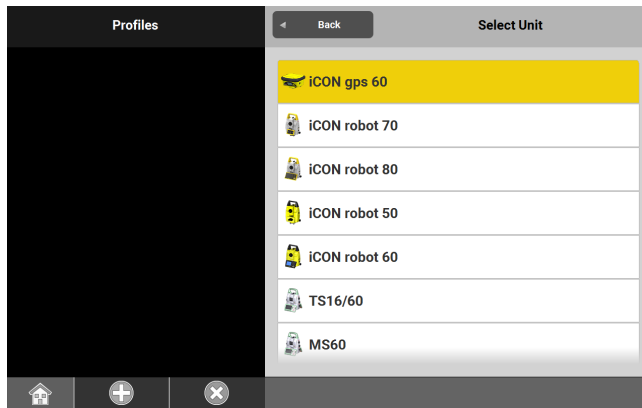 Profiles
Back
Select Unit
iCON gps 60
iCON robot 70
iCON robot 80
iCON robot 50
iCON robot 60
TS16/60
MS60